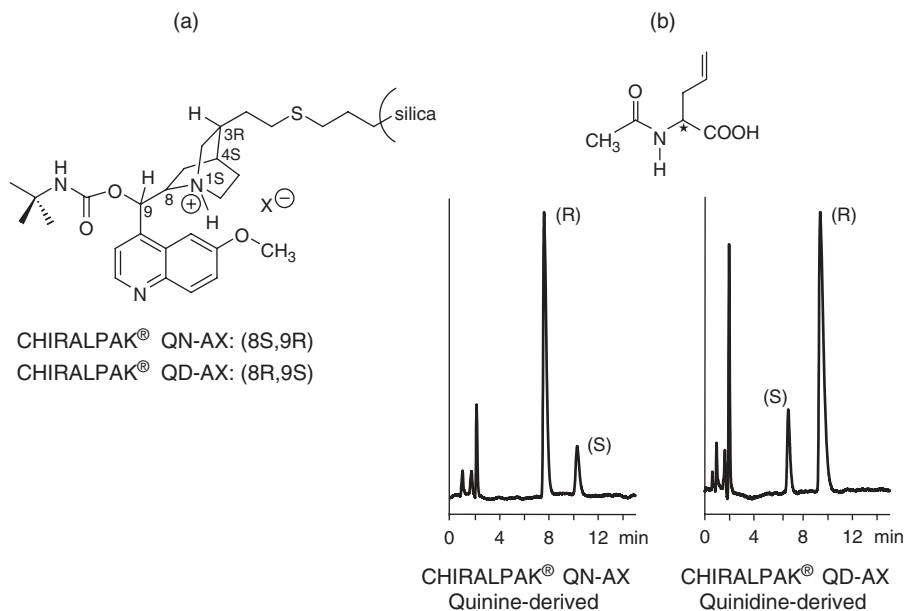 (a)
H
S
silica
3R
4S
H
N
O
H
N
1S
8
⊕
H
X⊖
O
9
O
CH3
N
CHIRALPAK® QN-AX: (8S,9R)
CHIRALPAK® QD-AX: (8R,9S)
(b)
O
CH3
N
H
★
COOH
(R)
(S)
0 4 8 12 min
CHIRALPAK® QN-AX
Quinine-derived
(R)
(S)
0 4 8 12 min
CHIRALPAK® QD-AX
Quinidine-derived